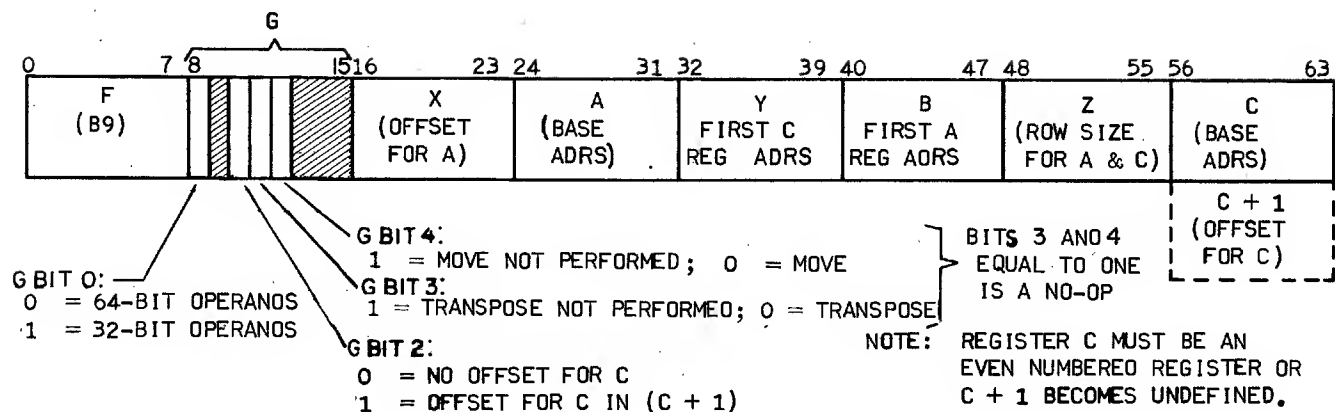 G
0 7 8 1516 23 24 31 32 39 40 47 48 55 56 63
F X A Y B Z C
(B9) (OFFSET (BASE FIRST C FIRST A (ROW SIZE (BASE
FOR A) ADRS) REG ADRS REG AORS FOR A & C) ADRS)
C + 1
(OFFSET
FOR C)
G BIT 4:
1 = MOVE NOT PERFORMED; 0 = MOVE
G BIT 3:
1 = TRANSPOSE NOT PERFORMEO; 0 = TRANSPOSE
BITS 3 ANO 4
EQUAL TO ONE
IS A NO-OP
G BIT 0:
0 = 64-BIT OPERANOS
1 = 32-BIT OPERANOS
G BIT 2:
0 = NO OFFSET FOR C
1 = OFFSET FOR C IN (C + 1)
NOTE: REGISTER C MUST BE AN
EVEN NUMBEREO REGISTER OR
C + 1 BECOMES UNDEFINED.